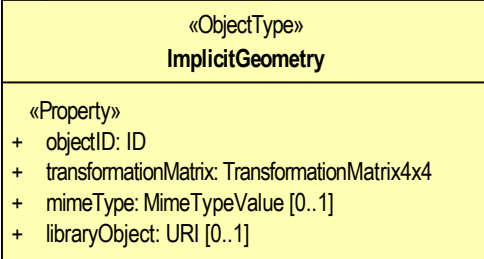 «ObjectType»
ImplicitGeometry
«Property»
+ objectID: ID
+ transformationMatrix: TransformationMatrix4x4
+ mimeType: MimeTypeValue [0..1]
+ libraryObject: URI [0..1]